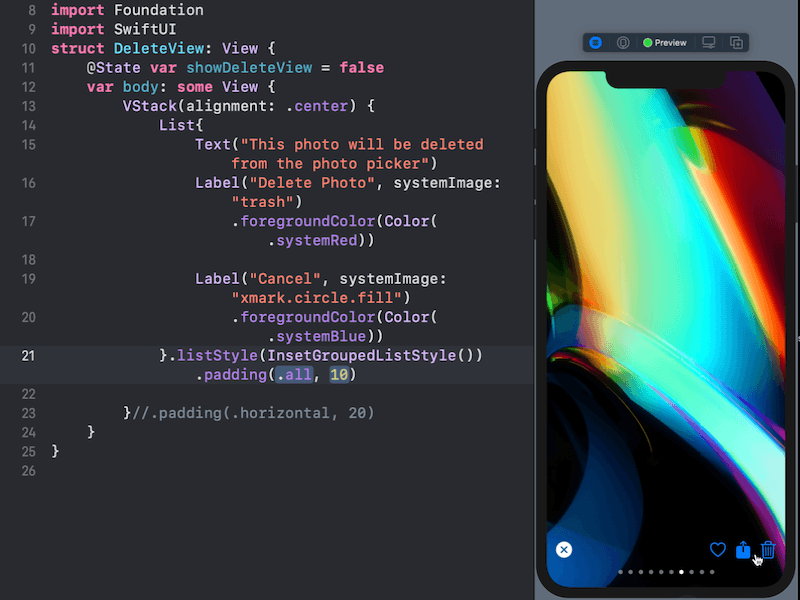 8 import Foundation
9 import SwiftUI
10 struct DeleteView: View {
11 @State var showDeleteView = false
12 var body: some View {
13 VStack(alignment: .center) {
14 List{
15 Text("This photo will be deleted
from the photo picker")
16 Label("Delete Photo", systemImage:
"trash")
17 .foregroundColor(Color(
.systemRed))
18
19 Label("Cancel", systemImage:
"xmark.circle.fill")
20 .foregroundColor(Color(
.systemBlue))
21 }.listStyle(InsetGroupedListStyle())
.padding(.all, 10)
22
23 }//.padding(.horizontal, 20)
24 }
25 }
26
Preview